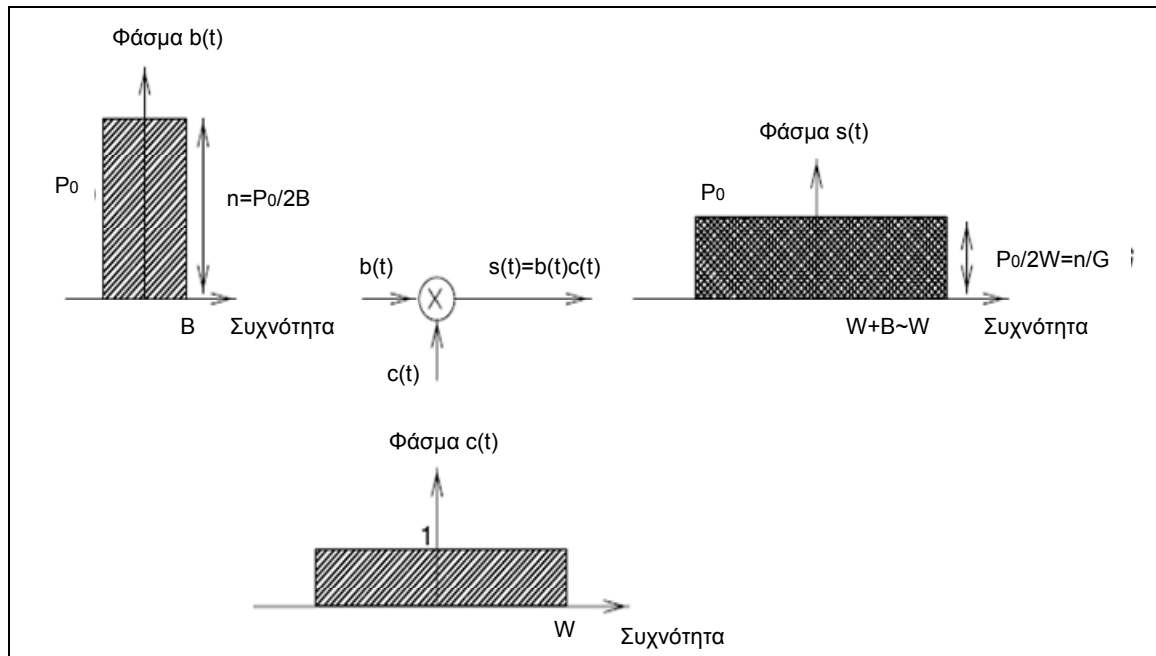 Φάσμα b(t)
P0
n=P0/2B
B Συχνότητα
b(t)
s(t)=b(t)c(t)
X
c(t)
Φάσμα s(t)
P0
P0/2W=n/G
W+B~W Συχνότητα
Φάσμα c(t)
1
W Συχνότητα